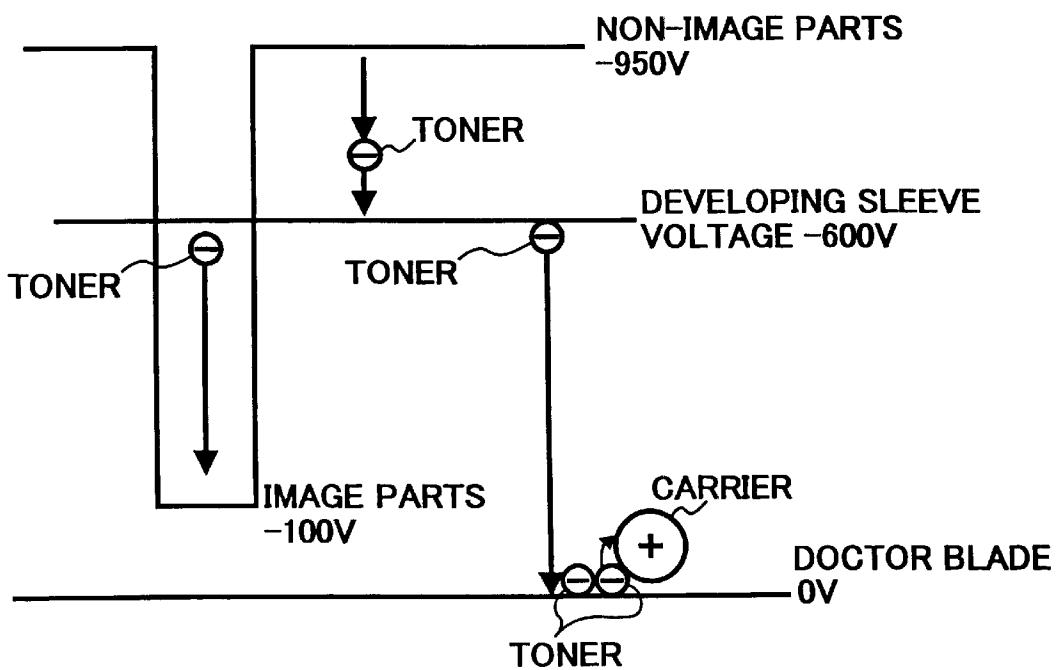 NON-IMAGE PARTS
-950V
TONER
DEVELOPING SLEEVE
VOLTAGE -600V
TONER
TONER
IMAGE PARTS
-100V
CARRIER
+
DOCTOR BLADE
0V
TONER